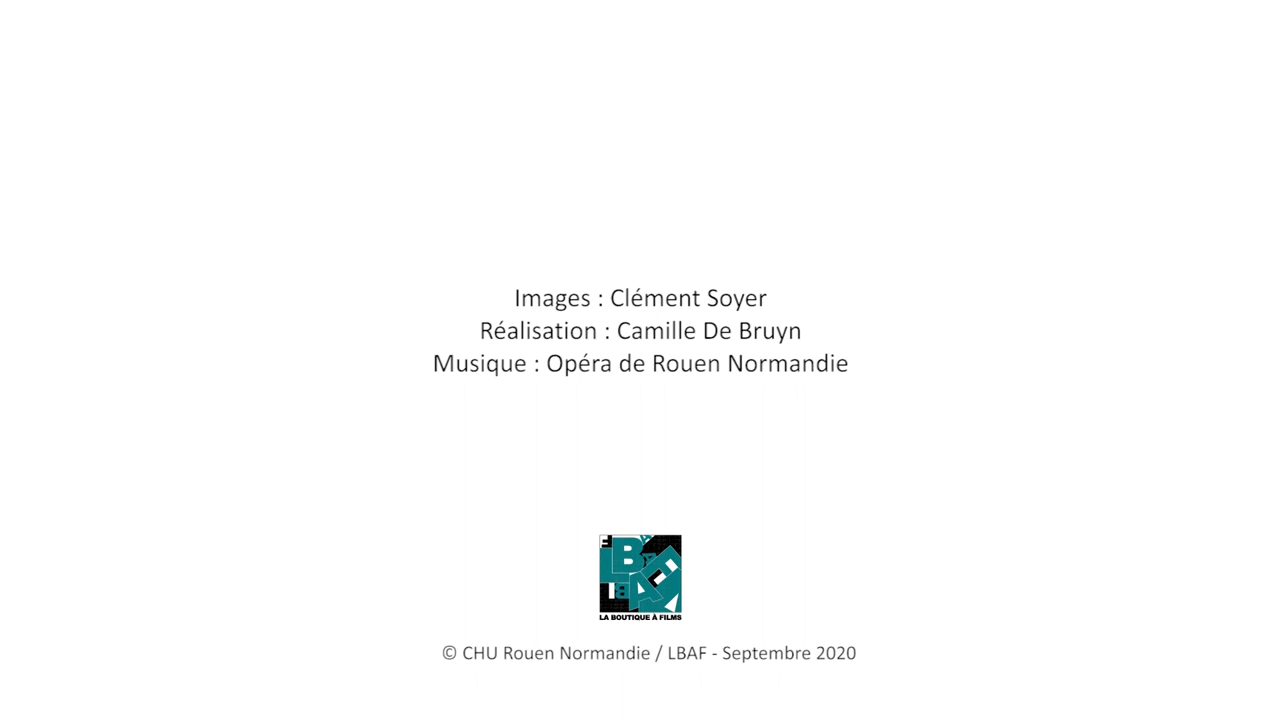 Images : Clément Soyer
Réalisation : Camille De Bruyn
Musique : Opéra de Rouen Normandie
LA BOUTIQUE À FILMS
© CHU Rouen Normandie / LBAF - Septembre 2020